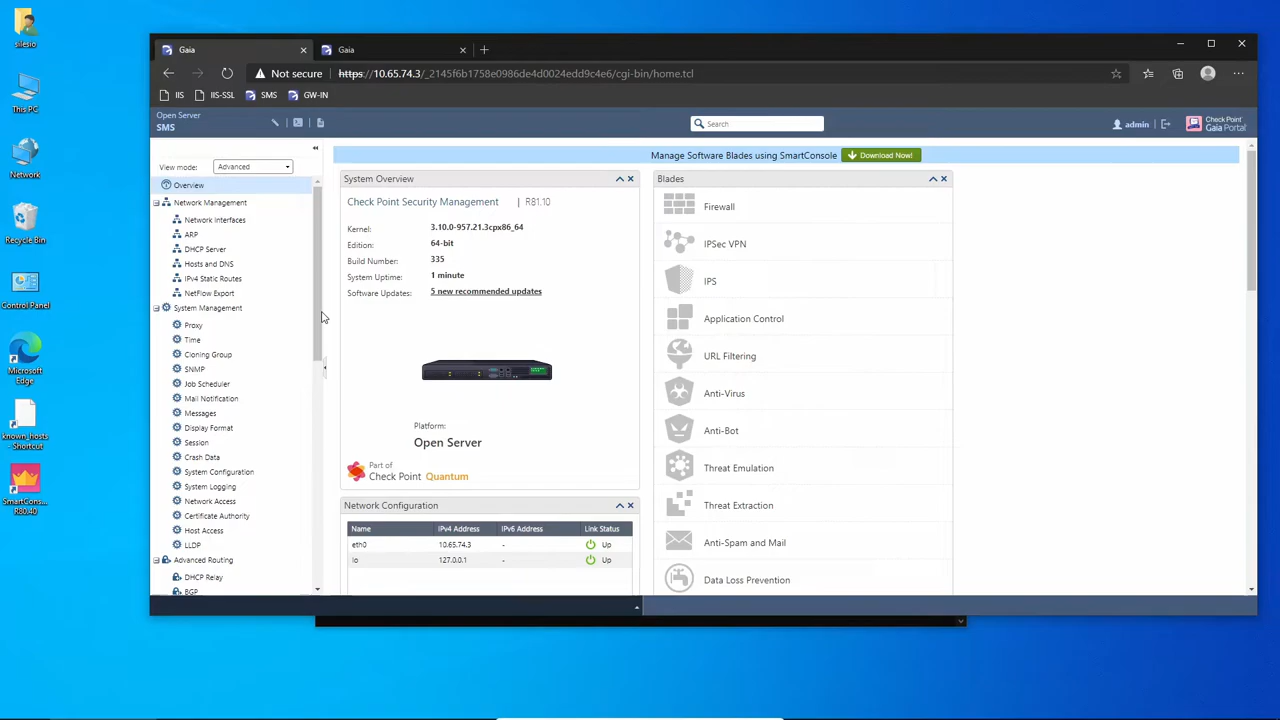 silesio
This PC
Network
Recycle Bin
Control Panel
Microsoft
Edge
known_hosts
- Shortcut
SmartCons...
R80.40
Gaia
Gaia
Not secure
https://10.65.74.3/_2145f6b1758e0986de4d0024edd9c4e6/cgi-bin/home.tcl
IIS
IIS-SSL
SMS
GW-IN
Open Server
SMS
Search
admin
Check Point
Gaia Portal
View mode:
Advanced
Manage Software Blades using SmartConsole
Download Now!
Overview
Network Management
Network Interfaces
ARP
DHCP Server
Hosts and DNS
IPv4 Static Routes
NetFlow Export
System Management
Proxy
Time
Cloning Group
SNMP
Job Scheduler
Mail Notification
Messages
Display Format
Session
Crash Data
System Configuration
System Logging
Network Access
Certificate Authority
Host Access
LLDP
Advanced Routing
DHCP Relay
BGP
System Overview
Check Point Security Management | R81.10
Kernel: 3.10.0-957.21.3cpx86_64
Edition: 64-bit
Build Number: 335
System Uptime: 1 minute
Software Updates: 5 new recommended updates
Platform:
Open Server
Part of
Check Point Quantum
Network Configuration
Name IPv4 Address IPv6 Address Link Status
eth0 10.65.74.3 - Up
lo 127.0.0.1 - Up
Blades
Firewall
IPSec VPN
IPS
Application Control
URL Filtering
Anti-Virus
Anti-Bot
Threat Emulation
Threat Extraction
Anti-Spam and Mail
Data Loss Prevention